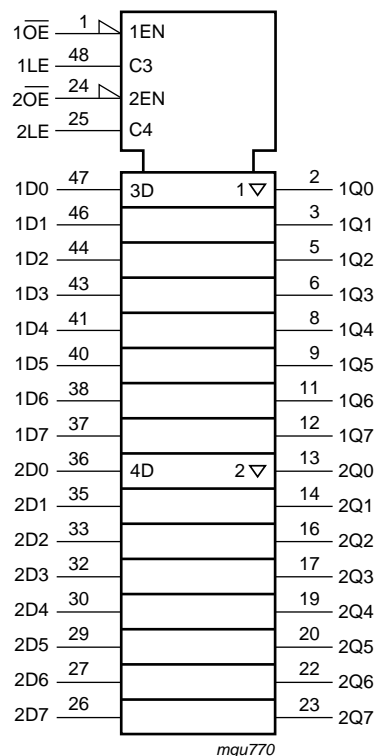 1OE 1 1EN
1LE 48 C3
2OE 24 2EN
2LE 25 C4
1D0 47 3D 1 ▽ 2 1Q0
1D1 46 3 1Q1
1D2 44 5 1Q2
1D3 43 6 1Q3
1D4 41 8 1Q4
1D5 40 9 1Q5
1D6 38 11 1Q6
1D7 37 12 1Q7
2D0 36 4D 2 ▽ 13 2Q0
2D1 35 14 2Q1
2D2 33 16 2Q2
2D3 32 17 2Q3
2D4 30 19 2Q4
2D5 29 20 2Q5
2D6 27 22 2Q6
2D7 26 23 2Q7
mgu770